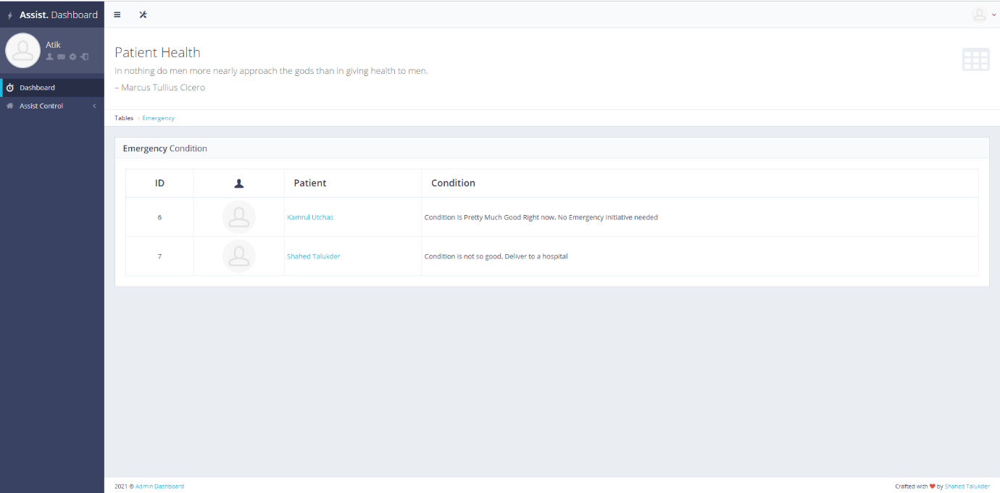 Assist. Dashboard
Atik
Dashboard
Assist Control
Patient Health
In nothing do men more nearly approach the gods than in giving health to men.
– Marcus Tullius Cicero
Tables Emergency
Emergency Condition
ID Patient Condition
6 Kamrul Utchas Condition Is Pretty Much Good Right now. No Emergency Initiative needed
7 Shahed Talukder Condition is not so good. Deliver to a hospital
2021 © Admin Dashboard Crafted with ❤ by Shahed Talukder